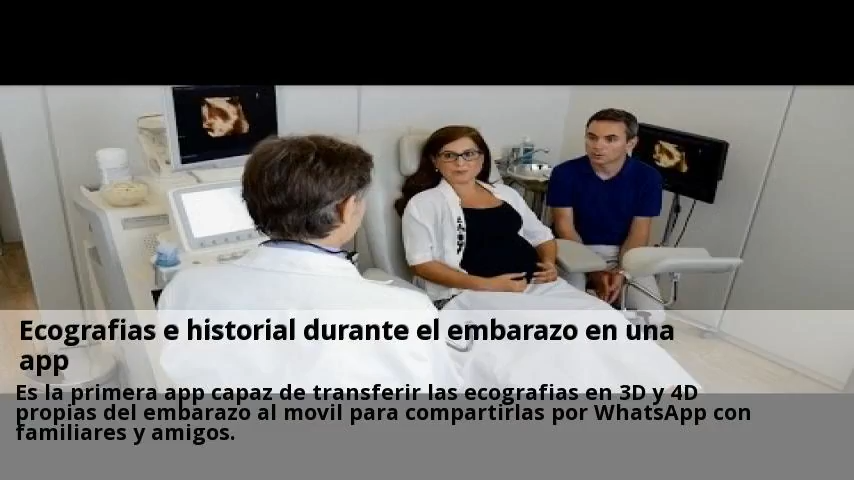 Ecografias e historial durante el embarazo en una
app
Es la primera app capaz de transferir las ecografias en 3D y 4D
propias del embarazo al movil para compartirlas por WhatsApp con
familiares y amigos.